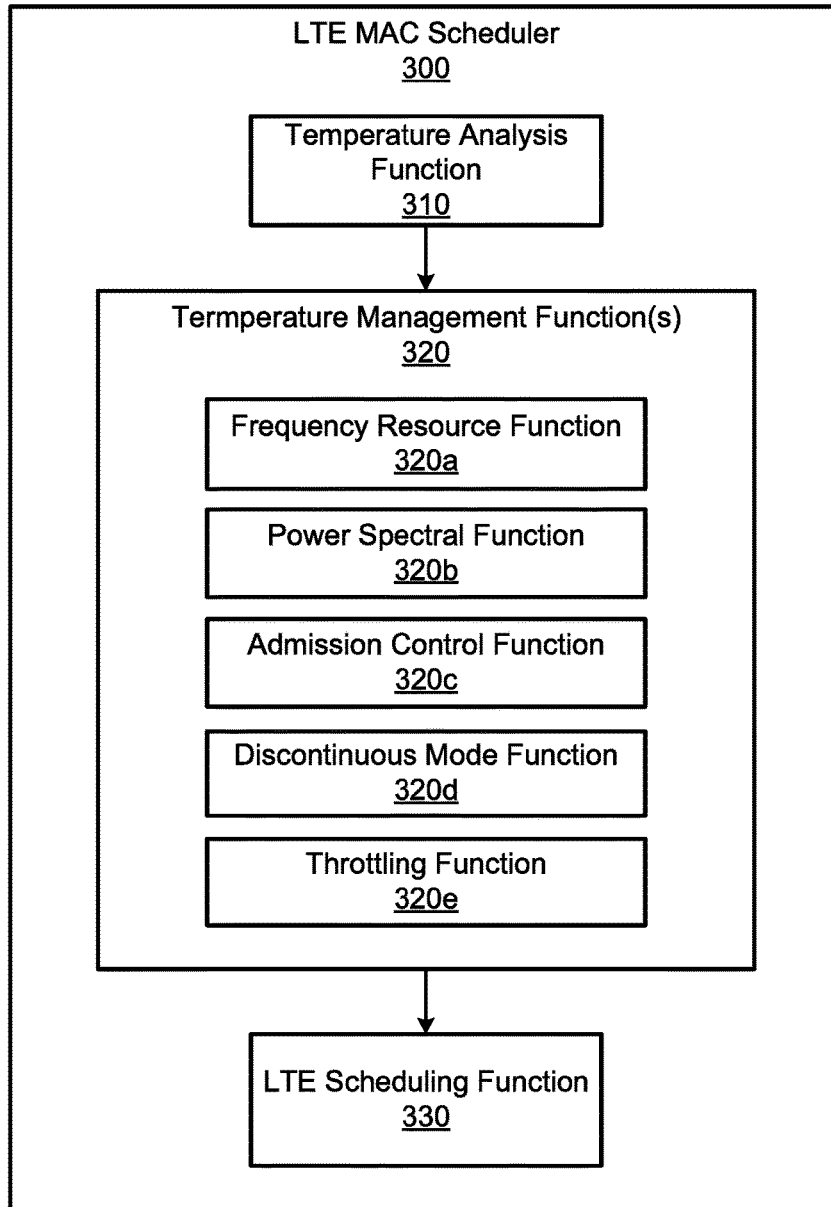 LTE MAC Scheduler
300
Temperature Analysis
Function
310
Termperature Management Function(s)
320
Frequency Resource Function
320a
Power Spectral Function
320b
Admission Control Function
320c
Discontinuous Mode Function
320d
Throttling Function
320e
LTE Scheduling Function
330